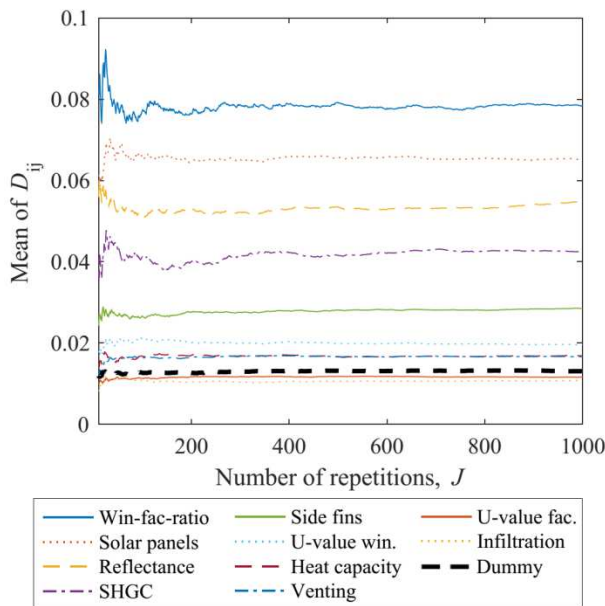 0.1
0.08
0.06
0.04
0.02
0
Mean of D_ij
200 400 600 800 1000
Number of repetitions, J
Win-fac-ratio Side fins U-value fac.
Solar panels U-value win. Infiltration
Reflectance Heat capacity Dummy
SHGC Venting